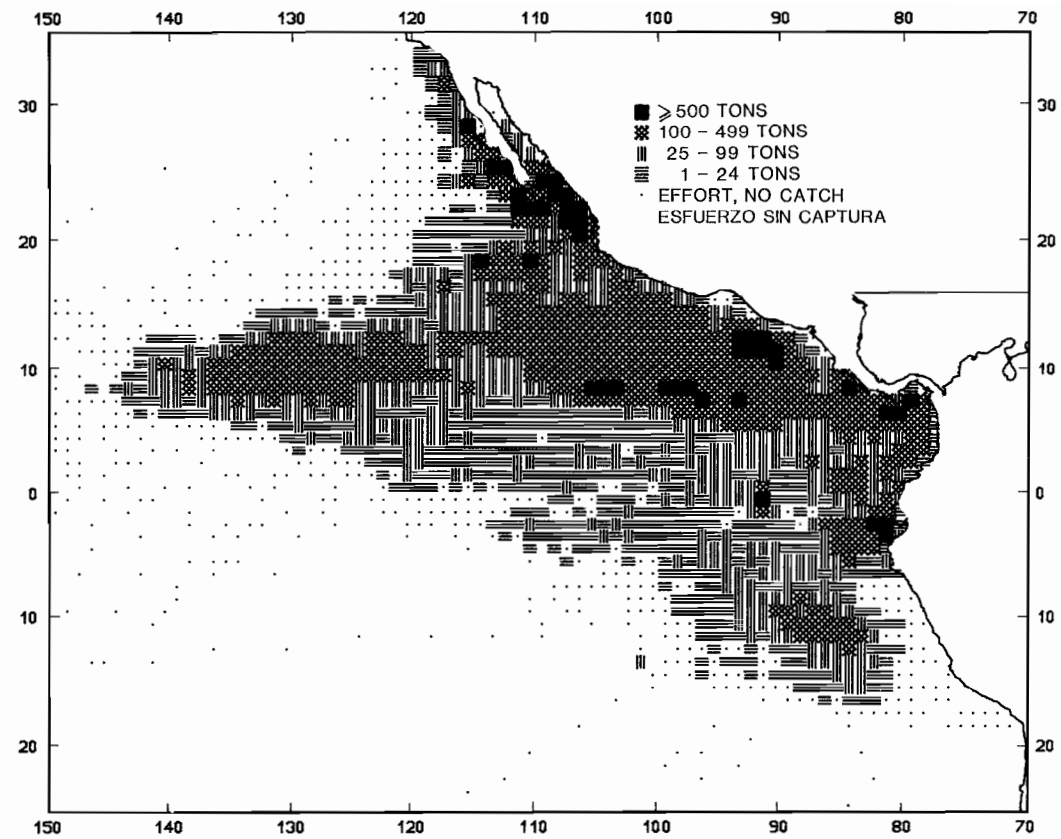 150 140 130 120 110 100 90 80 70
30 30
⩾500 TONS
100 – 499 TONS
25 – 99 TONS
1 – 24 TONS
EFFORT, NO CATCH
ESFUERZO SIN CAPTURA
20 20
10 10
0 0
10 10
20 20
150 140 130 120 110 100 90 80 70